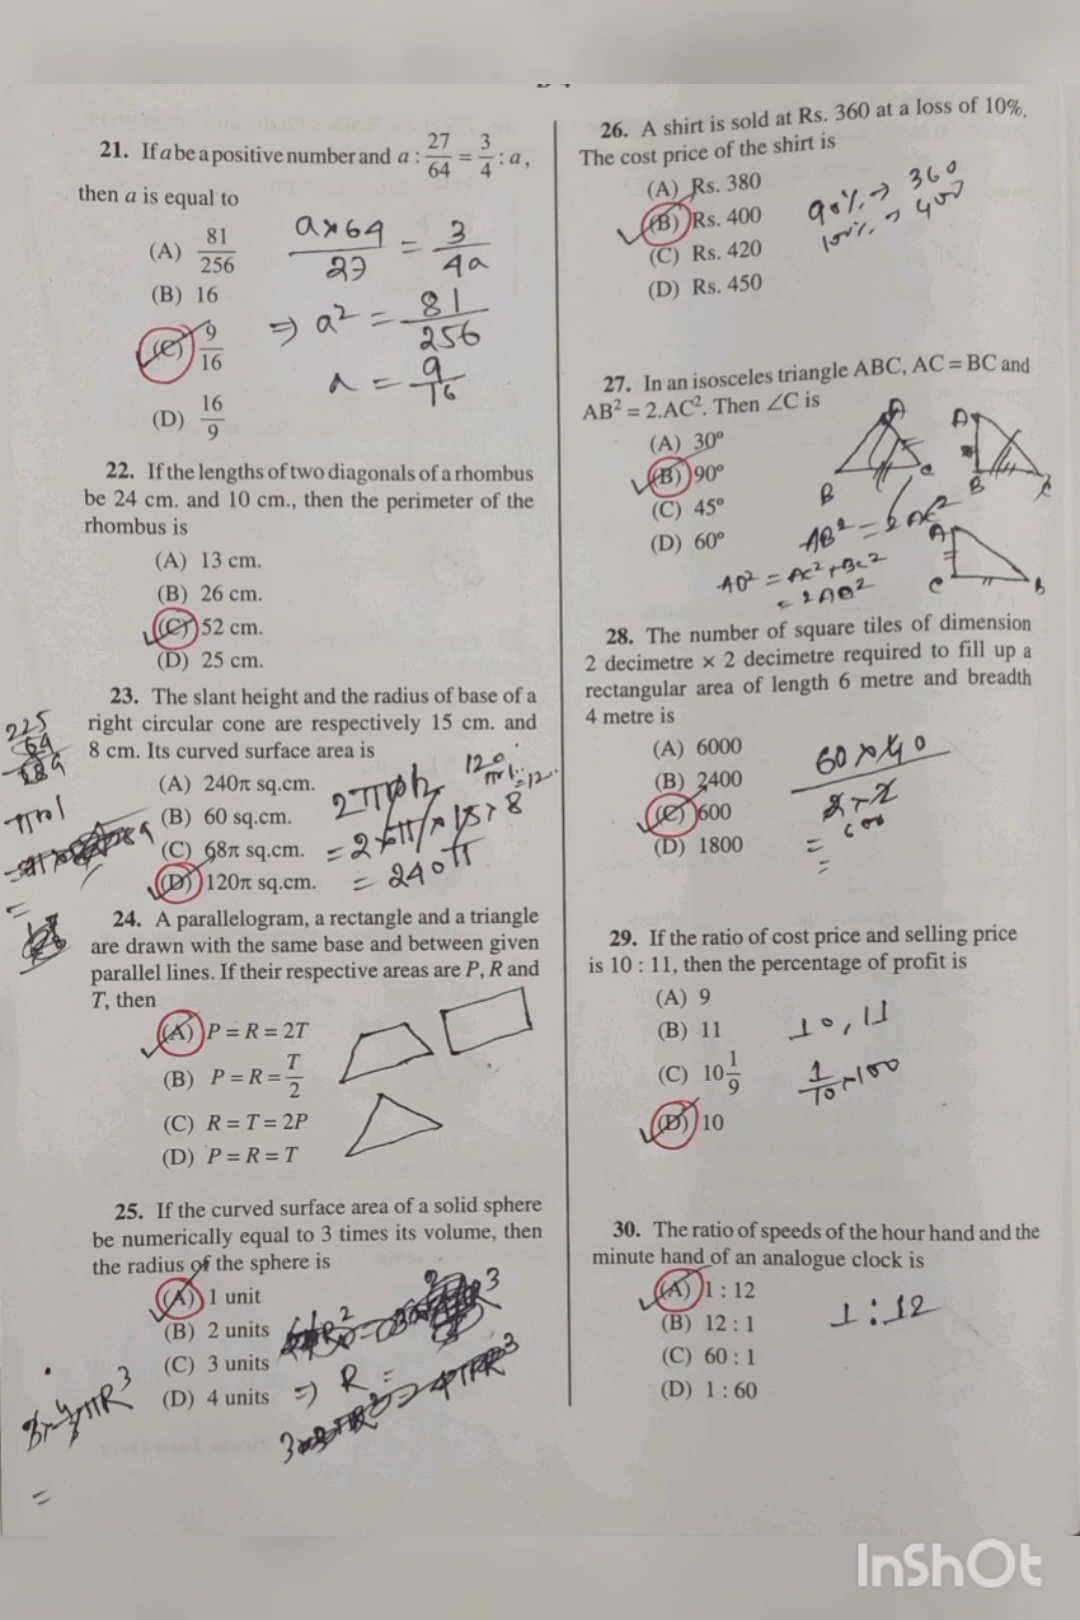 21. If a be a positive number and a : 27/64 = 3/4 : a,
then a is equal to
(A) 81/256
(B) 16
(C) 9/16
(D) 16/9
a×64/27 = 3/4a
⇒ a² = 81/256
a = 9/16
22. If the lengths of two diagonals of a rhombus
be 24 cm. and 10 cm., then the perimeter of the
rhombus is
(A) 13 cm.
(B) 26 cm.
(C) 52 cm.
(D) 25 cm.
23. The slant height and the radius of base of a
right circular cone are respectively 15 cm. and
8 cm. Its curved surface area is
(A) 240π sq.cm.
(B) 60 sq.cm.
(C) 68π sq.cm.
(D) 120π sq.cm.
225
64
πrl
120
= 240π
24. A parallelogram, a rectangle and a triangle
are drawn with the same base and between given
parallel lines. If their respective areas are P, R and
T, then
(A) P = R = 2T
(B) P = R = T/2
(C) R = T = 2P
(D) P = R = T
25. If the curved surface area of a solid sphere
be numerically equal to 3 times its volume, then
the radius of the sphere is
(A) 1 unit
(B) 2 units
(C) 3 units
(D) 4 units
⇒ R =
26. A shirt is sold at Rs. 360 at a loss of 10%.
The cost price of the shirt is
(A) Rs. 380
(B) Rs. 400
(C) Rs. 420
(D) Rs. 450
90% → 360
100% → 400
27. In an isosceles triangle ABC, AC = BC and
AB² = 2.AC². Then ∠C is
(A) 30°
(B) 90°
(C) 45°
(D) 60°
A
B
C
A
B
C
AB² = 2AC²
A
C
B
28. The number of square tiles of dimension
2 decimetre × 2 decimetre required to fill up a
rectangular area of length 6 metre and breadth
4 metre is
(A) 6000
(B) 2400
(C) 600
(D) 1800
60×40/2×2
= 600
=
29. If the ratio of cost price and selling price
is 10 : 11, then the percentage of profit is
(A) 9
(B) 11
(C) 10 1/9
(D) 10
10, 11
1/10 × 100
30. The ratio of speeds of the hour hand and the
minute hand of an analogue clock is
(A) 1 : 12
(B) 12 : 1
(C) 60 : 1
(D) 1 : 60
1:12
InShOt